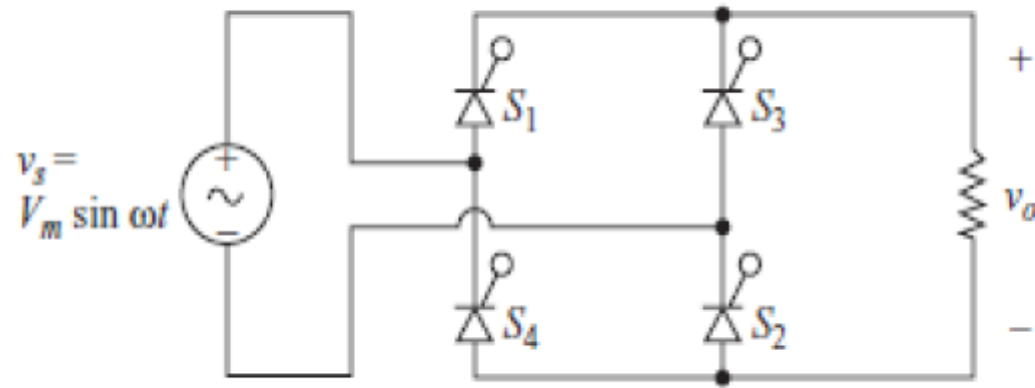 S1
S3
+
vs =
Vm sin ωt
+
−
vo
S4
S2
−